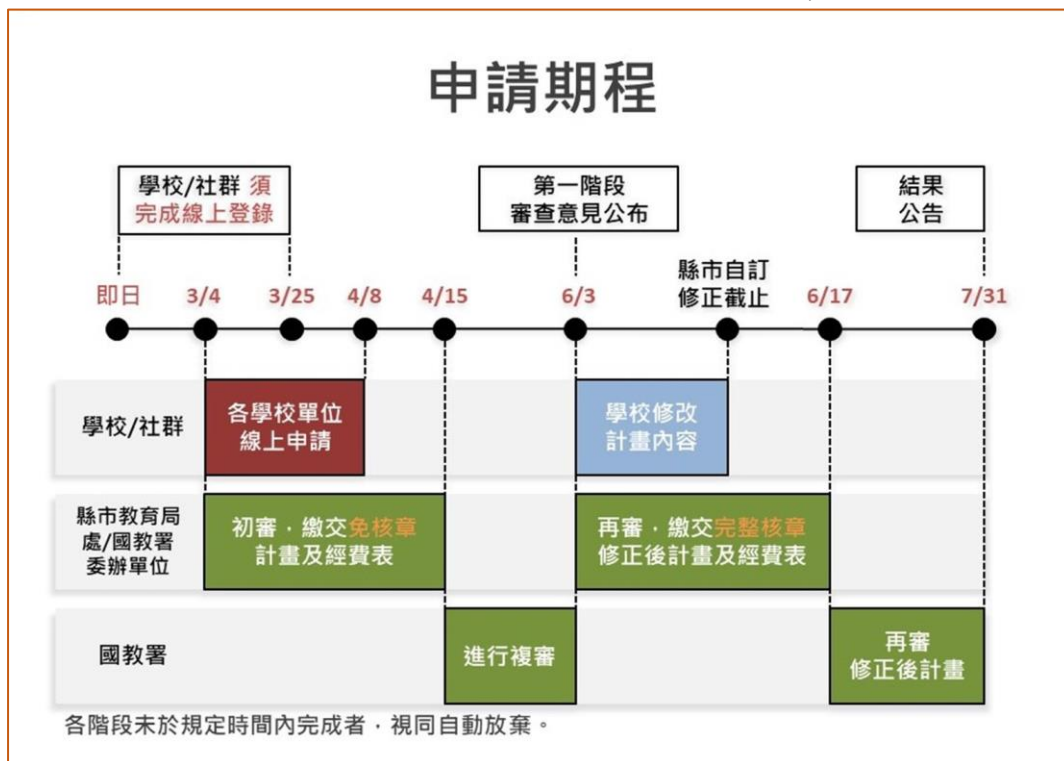 申請期程
學校/社群 須
完成線上登錄
第一階段
審查意見公布
結果
公告
縣市自訂
修正截止
即日
3/4
3/25
4/8
4/15
6/3
6/17
7/31
學校/社群
各學校單位
線上申請
學校修改
計畫內容
縣市教育局
處/國教署
委辦單位
初審，繳交免核章
計畫及經費表
再審，繳交完整核章
修正後計畫及經費表
國教署
進行複審
再審
修正後計畫
各階段未於規定時間內完成者，視同自動放棄。